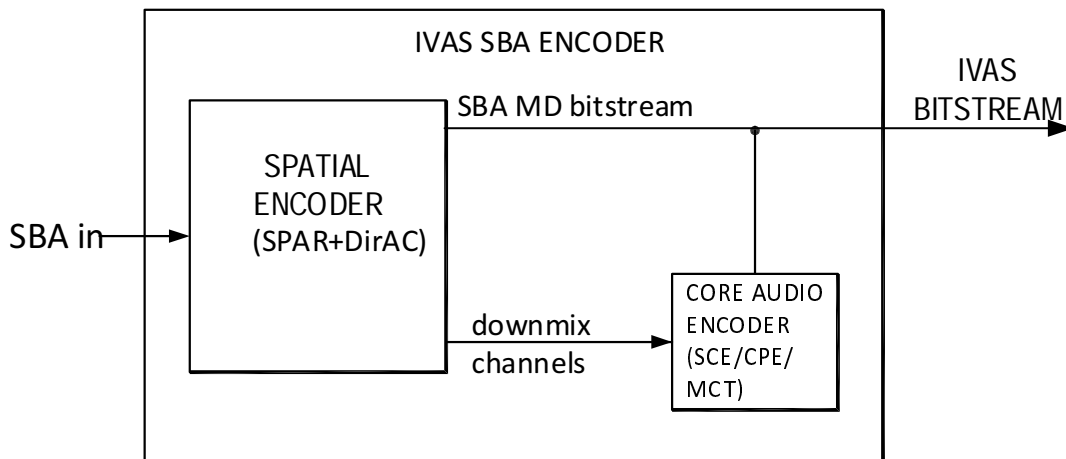 IVAS SBA ENCODER
IVAS
BITSTREAM
SBA MD bitstream
SPATIAL
ENCODER
(SPAR+DirAC)
SBA in
downmix
channels
CORE AUDIO
ENCODER
(SCE/CPE/
MCT)